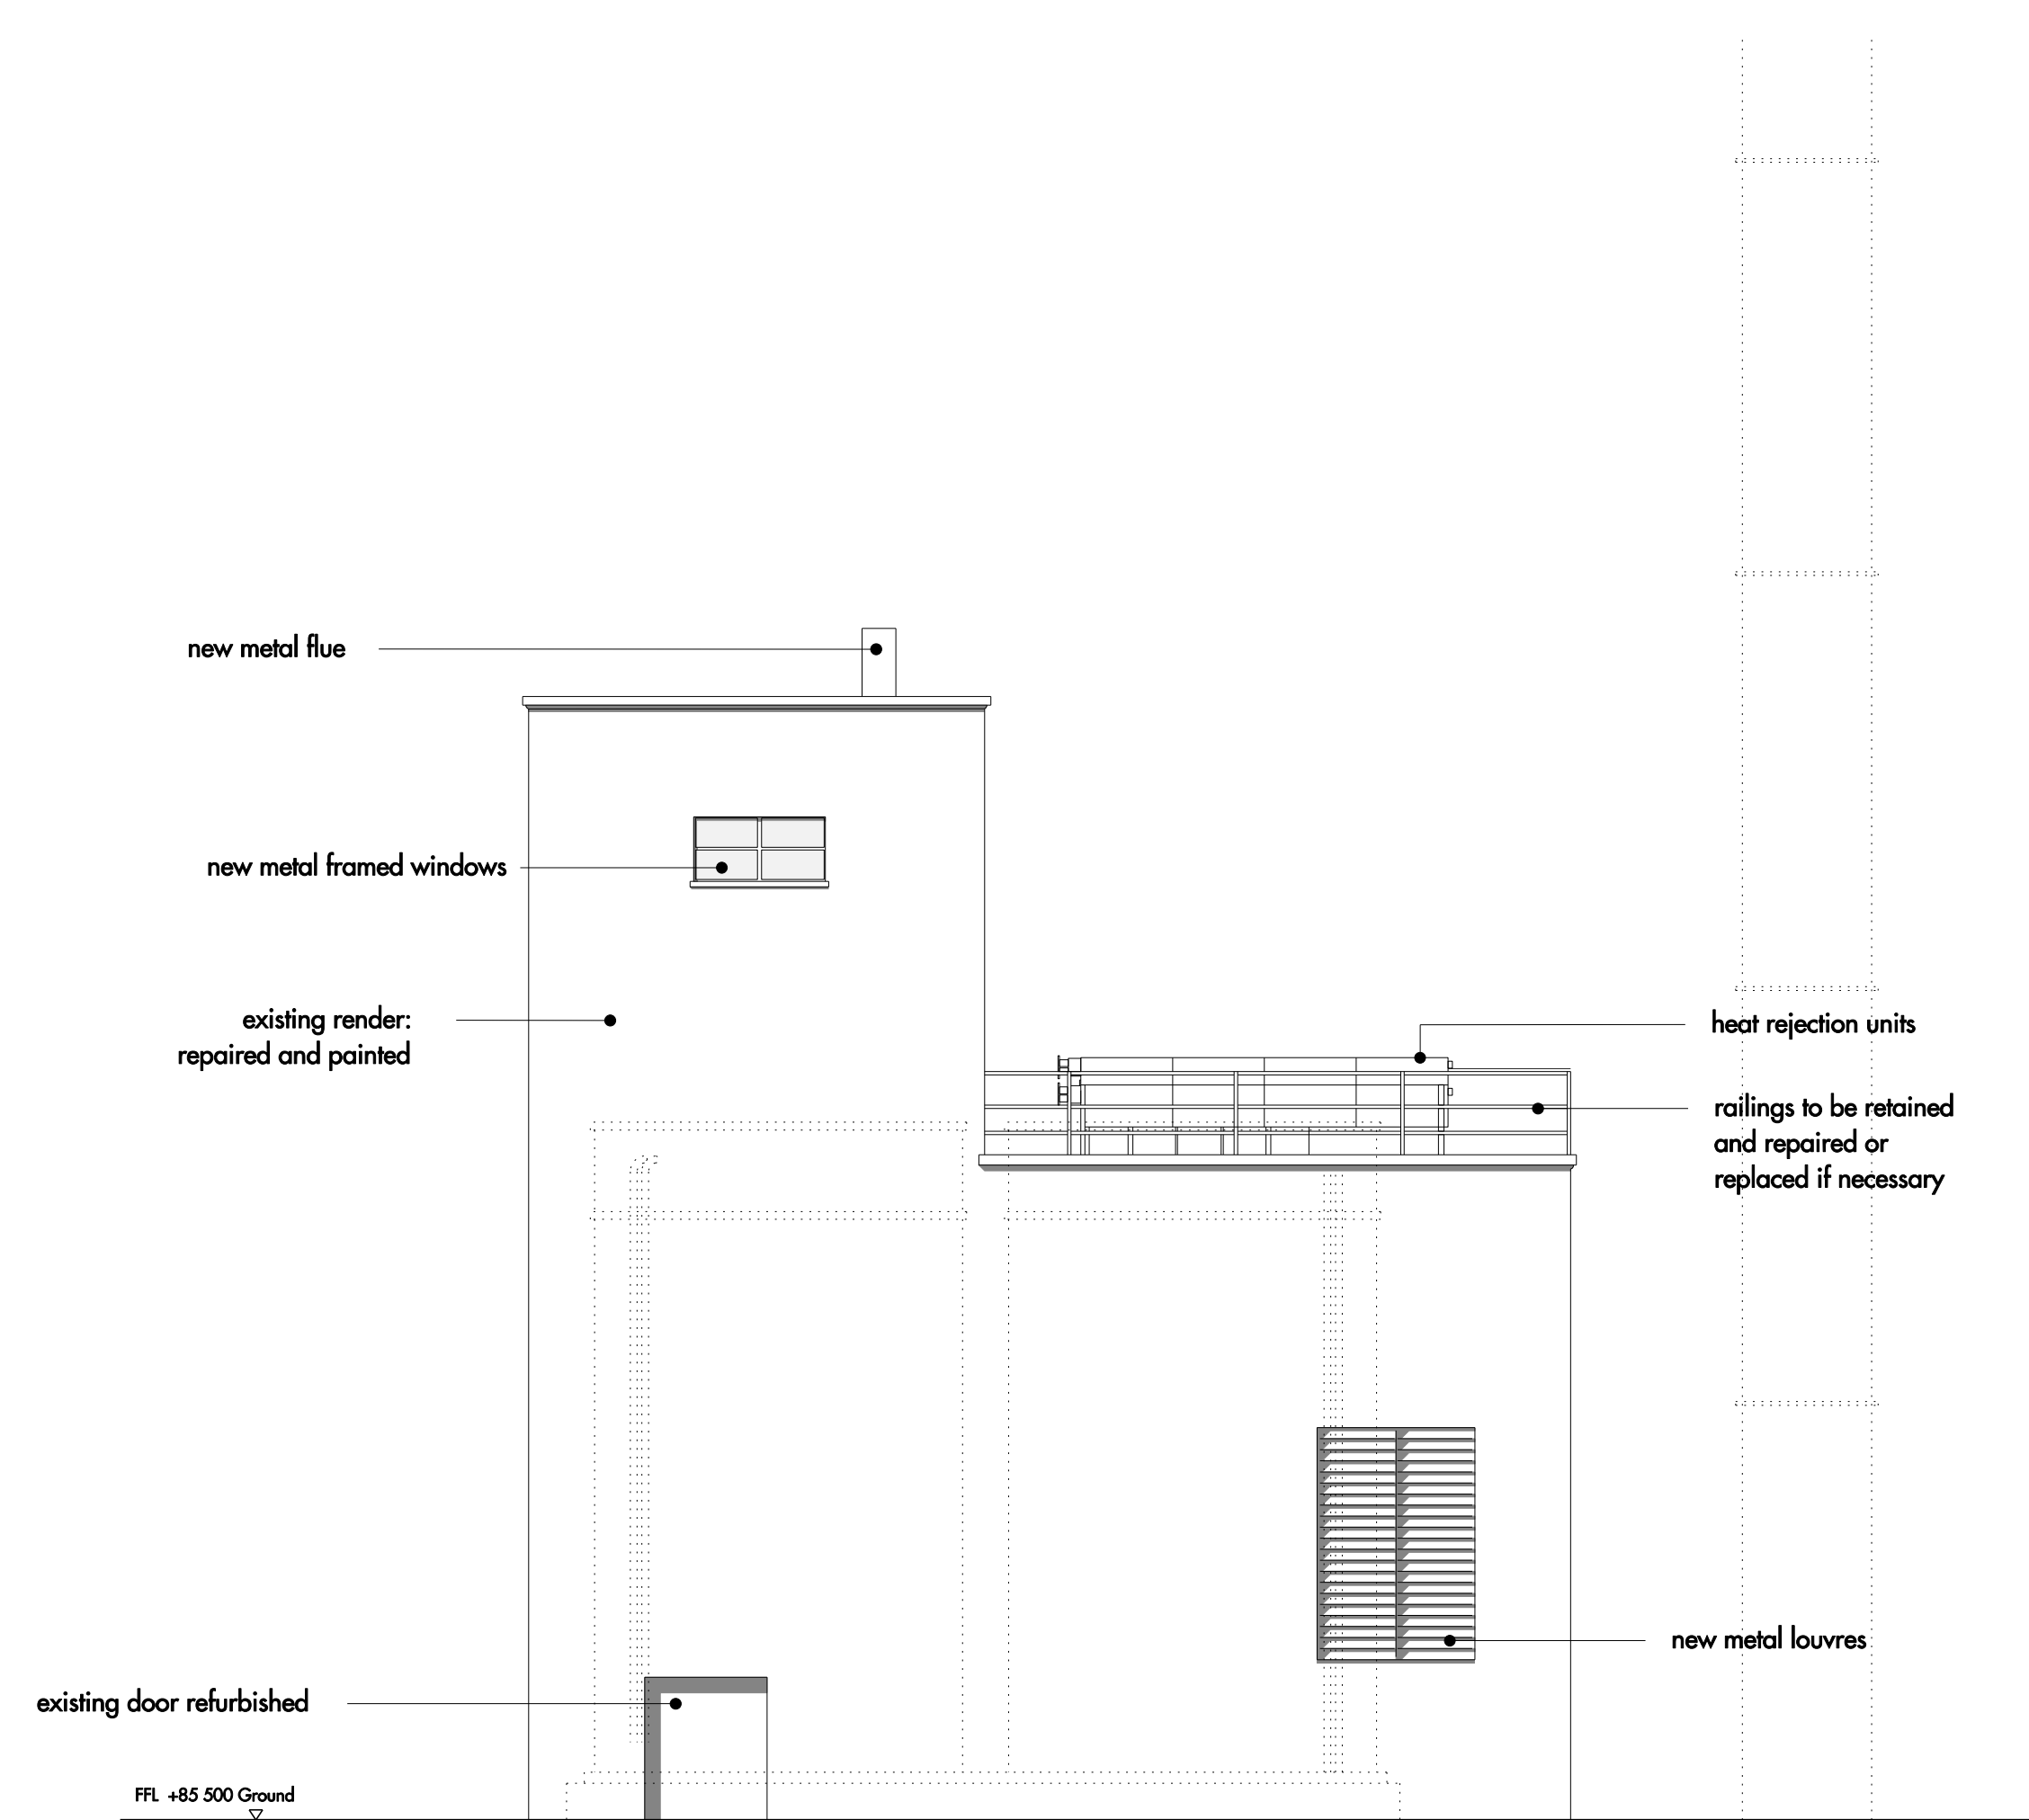 new metal flue
new metal framed windows
existing render:
repaired and painted
heat rejection units
railings to be retained
and repaired or
replaced if necessary
new metal louvres
existing door refurbished
FFL +85 500 Ground